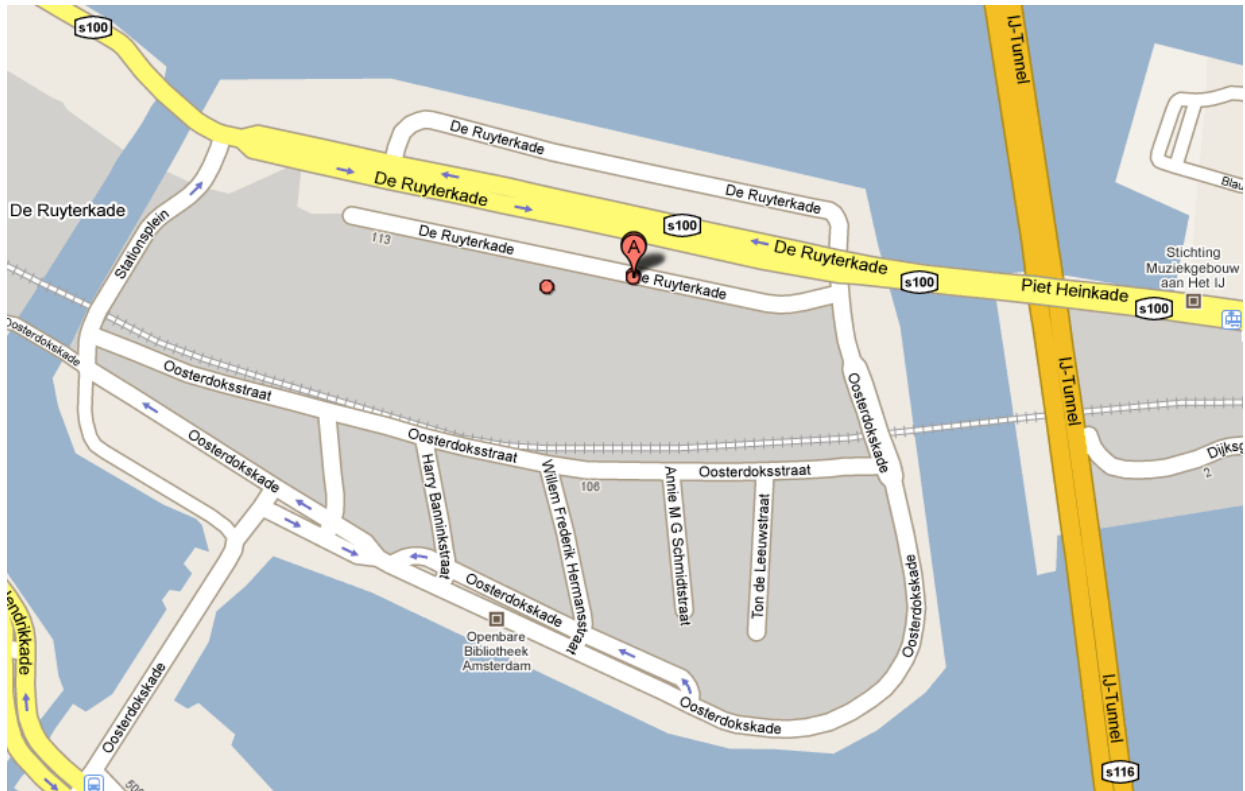 s100
IJ-Tunnel
IJ-Tunnel
De Ruyterkade
De Ruyterkade
De Ruyterkade
De Ruyterkade
Stationsplein
113
De Ruyterkade
A
s100
De Ruyterkade
De Ruyterkade
s100
Piet Heinkade
s100
Stichting
Muziekgebouw
aan Het IJ
Oosterdokskade
Oosterdoksstraat
Oosterdokskade
IJ-Tunnel
Oosterdokskade
Oosterdoksstraat
Oosterdoksstraat
106
2
Harry Banninkstraat
Willem Frederik Hermansstraat
Annie M G Schmidtstraat
Ton de Leeuwstraat
Oosterdokskade
Oosterdokskade
Oosterdokskade
Openbare
Bibliotheek
Amsterdam
Oosterdokskade
Oosterdokskade
IJ-Tunnel
s116